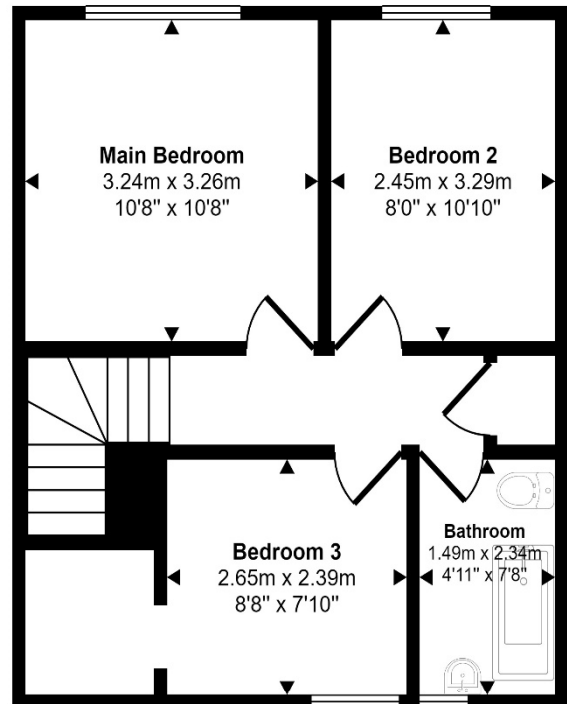 Main Bedroom
3.24m x 3.26m
10'8" x 10'8"
Bedroom 2
2.45m x 3.29m
8'0" x 10'10"
Bedroom 3
2.65m x 2.39m
8'8" x 7'10"
Bathroom
1.49m x 2.34m
4'11" x 7'8"